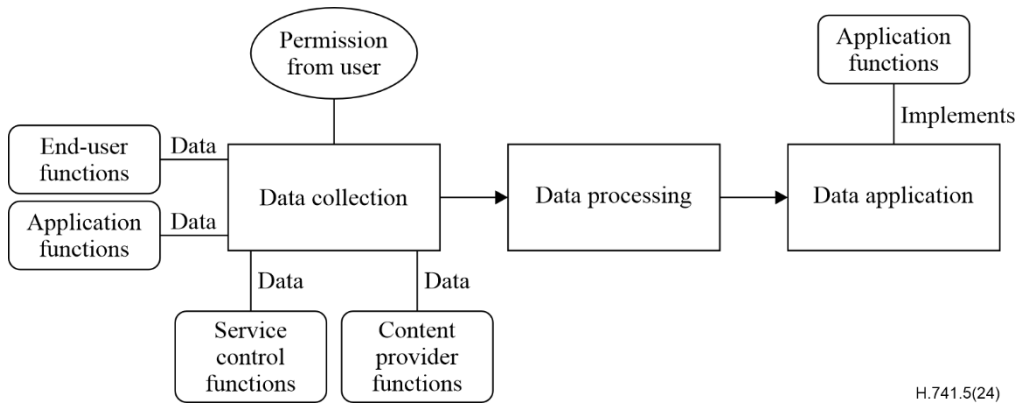 Permission
from user
Application
functions
Implements
End-user
functions
Data
Data collection
Data processing
Data application
Application
functions
Data
Data
Data
Service
control
functions
Content
provider
functions
H.741.5(24)